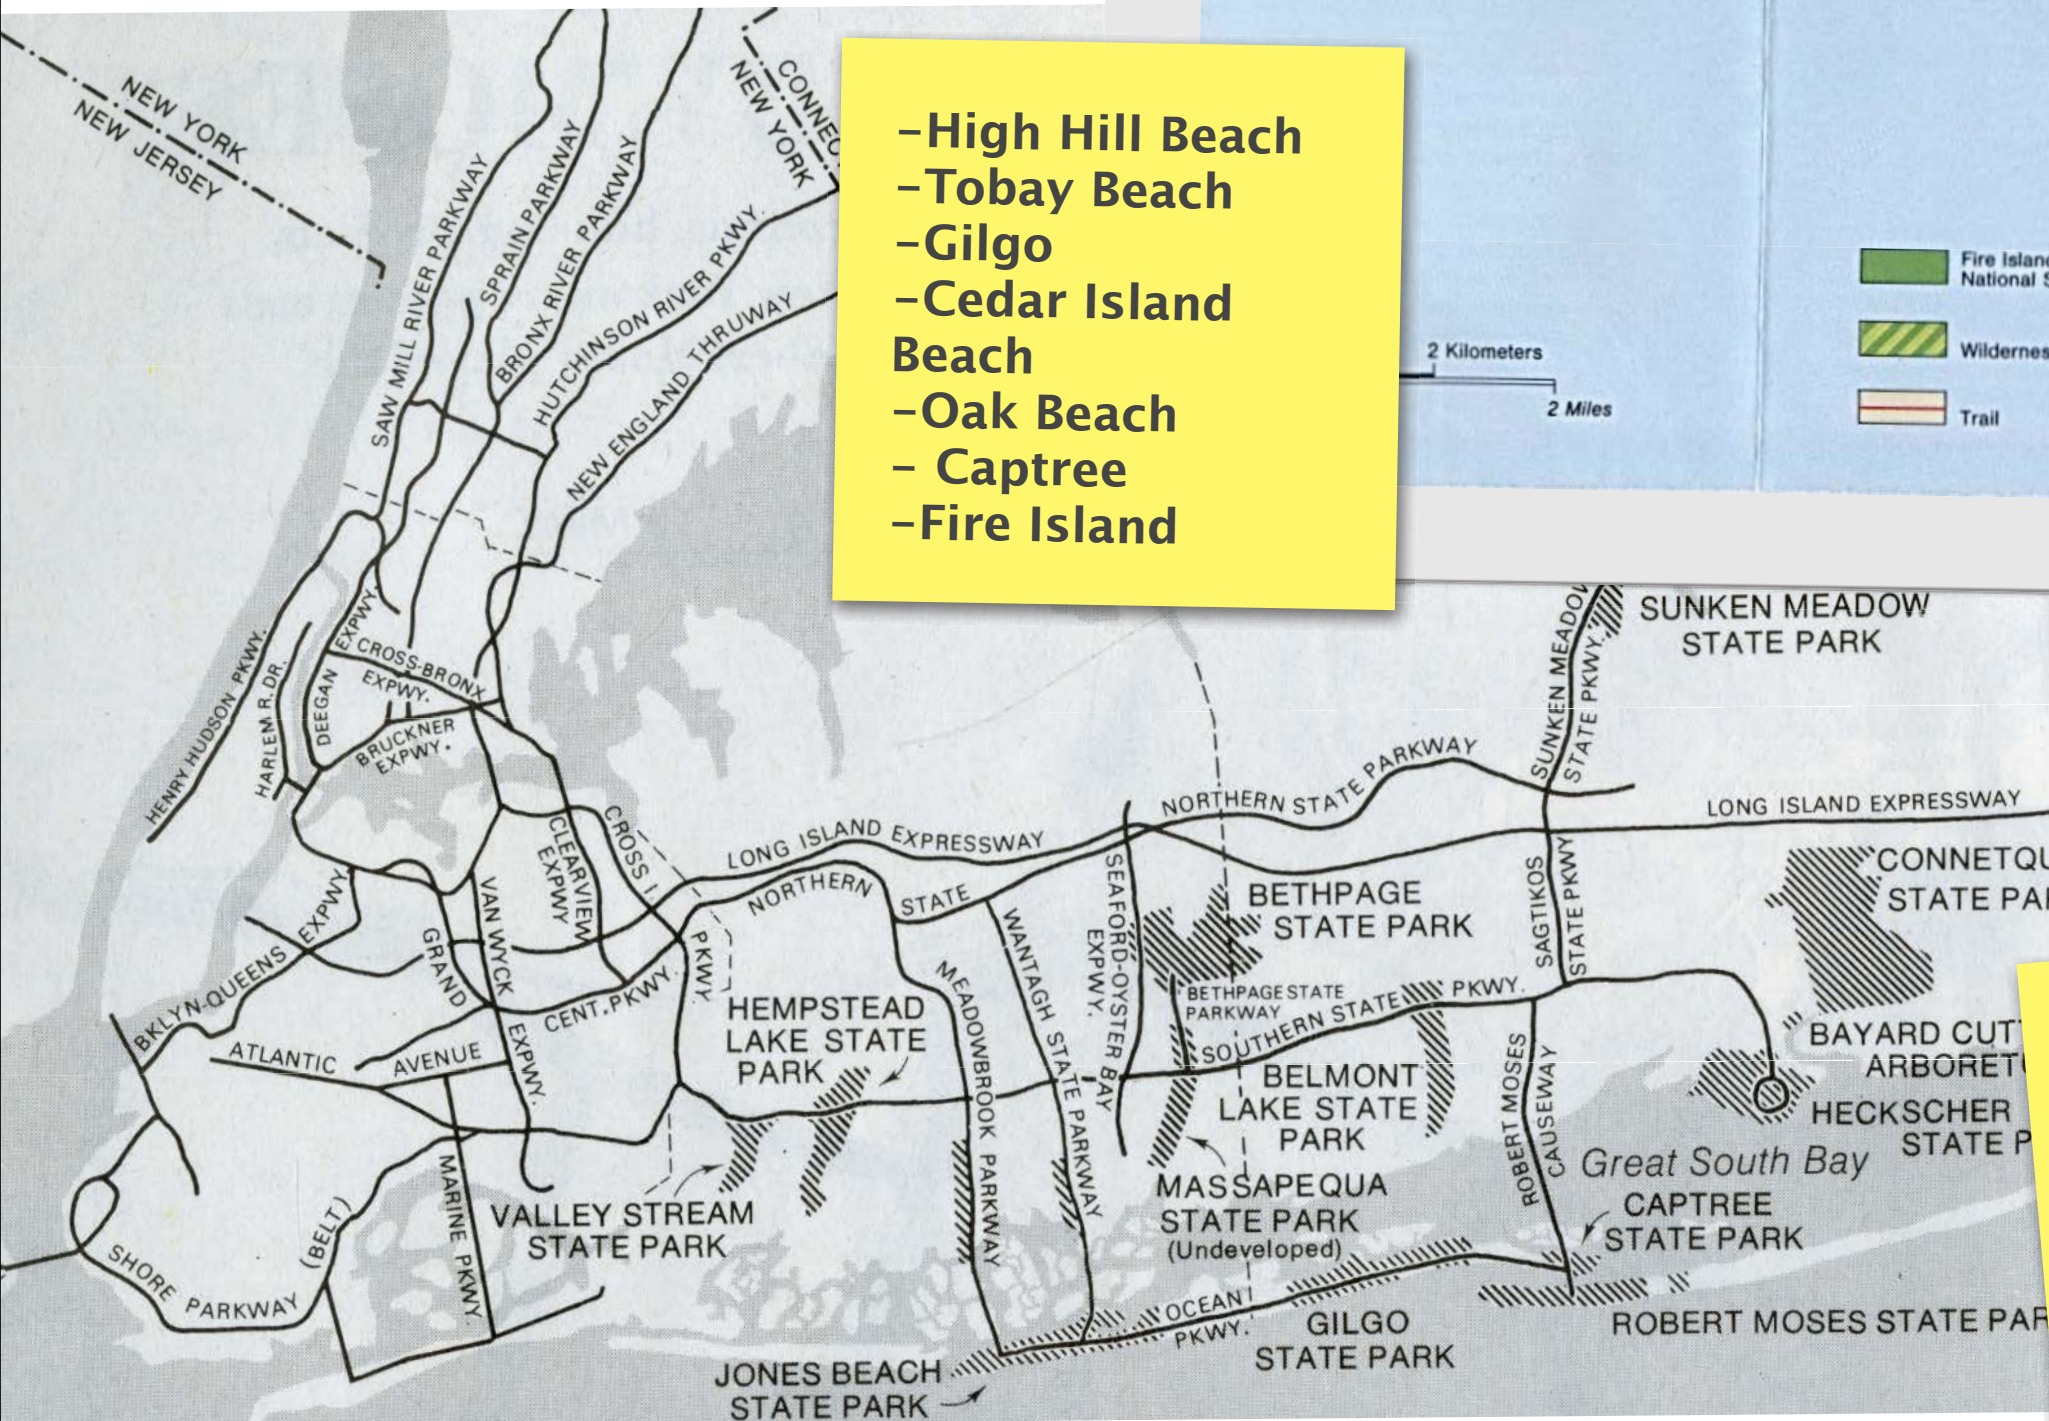 NEW YORK
NEW JERSEY
CONNEC
NEW YORK
-High Hill Beach
-Tobay Beach
-Gilgo
-Cedar Island
Beach
-Oak Beach
- Captree
-Fire Island
2 Kilometers
2 Miles
Fire Islan
National S
Wildernes
Trail
SAW MILL RIVER PARKWAY
SPRAIN PARKWAY
BRONX RIVER PARKWAY
HUTCHINSON RIVER PKWY.
NEW ENGLAND THRUWAY
HENRY HUDSON PKWY.
HARLEM R. DR.
DEEGAN
EXPWY.
CROSS-BRONX
EXPWY.
BRUCKNER
EXPWY.
SUNKEN MEADOW
STATE PARK
SUNKEN MEADOW
STATE PKWY.
NORTHERN STATE PARKWAY
LONG ISLAND EXPRESSWAY
LONG ISLAND EXPRESSWAY
CLEARVIEW
EXPWY
CROSS I.
PKWY.
NORTHERN
STATE
BKLYN-QUEENS EXPWY.
GRAND
CENT. PKWY.
VAN WYCK
EXPWY.
ATLANTIC
AVENUE
WANTAGH STATE PARKWAY
MEADOWBROOK PARKWAY
SEAFORD-OYSTER BAY
EXPWY.
BETHPAGE
STATE PARK
BETHPAGE STATE
PARKWAY
SOUTHERN STATE
PKWY.
SAGTIKOS
STATE PKWY
CONNETQU
STATE PA
HEMPSTEAD
LAKE STATE
PARK
BELMONT
LAKE STATE
PARK
BAYARD CUT
ARBORET
HECKSCHER
STATE P
ROBERT MOSES
CAUSEWAY
Great South Bay
CAPTREE
STATE PARK
MASSAPEQUA
STATE PARK
(Undeveloped)
VALLEY STREAM
STATE PARK
MARINE PKWY.
SHORE PARKWAY
(BELT)
OCEAN
PKWY.
GILGO
STATE PARK
ROBERT MOSES STATE PAR
JONES BEACH
STATE PARK